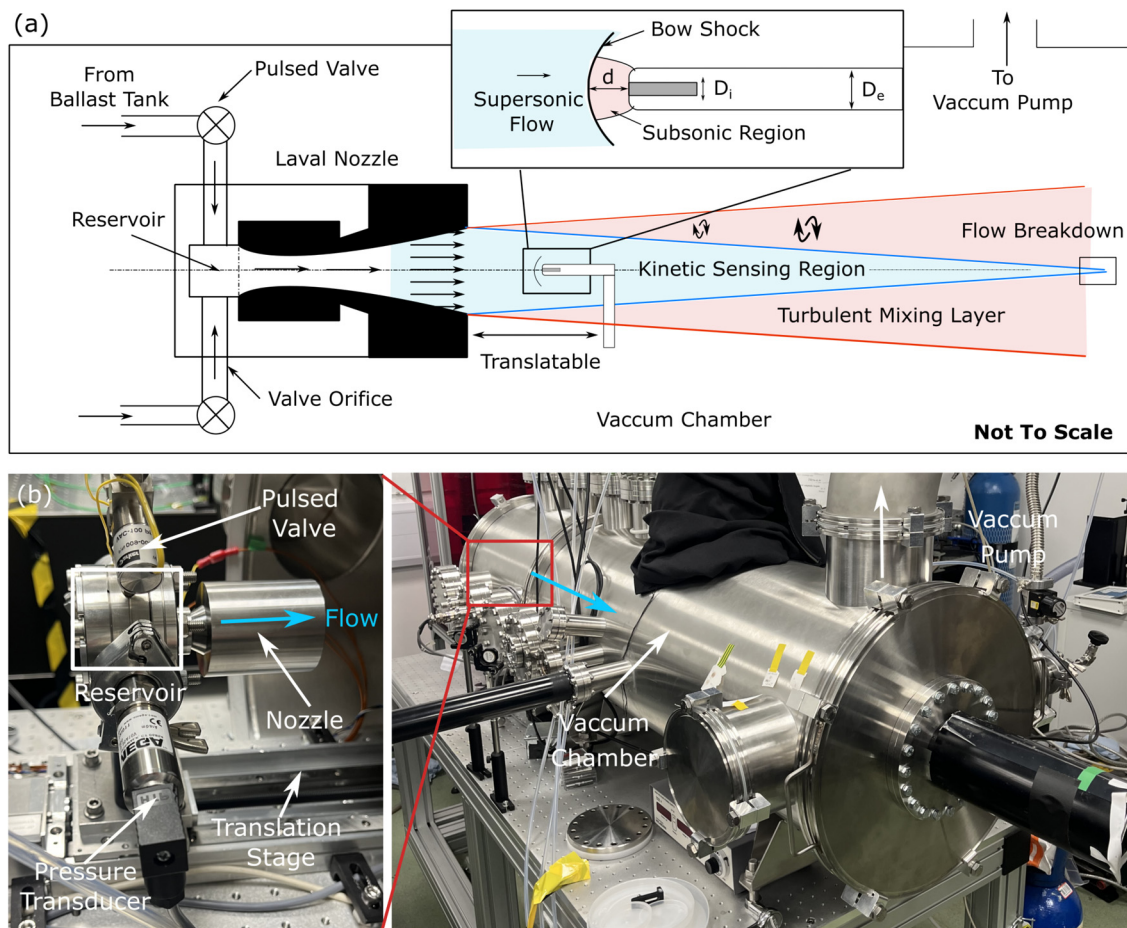 (a)
From
Ballast Tank
Pulsed Valve
Bow Shock
d
D_i
D_e
Supersonic
Flow
Subsonic Region
To
Vaccum Pump
Laval Nozzle
Reservoir
Flow Breakdown
Kinetic Sensing Region
Turbulent Mixing Layer
Translatable
Valve Orifice
Vaccum Chamber
Not To Scale
(b)
Pulsed
Valve
Flow
Reservoir
Nozzle
Translation
Stage
Pressure
Transducer
Vaccum
Pump
Vaccum
Chamber